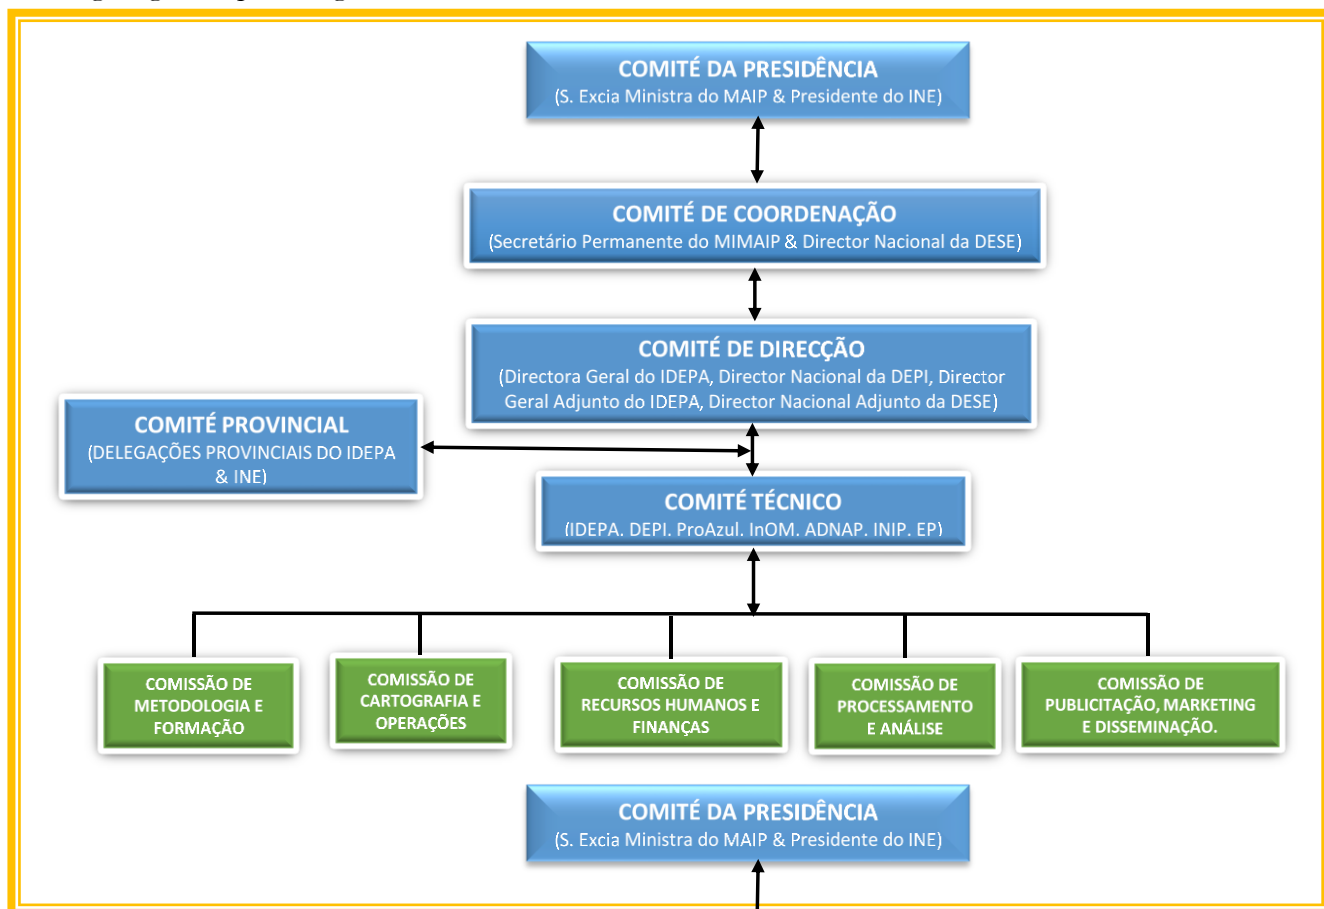 COMITÉ DA PRESIDÊNCIA
(S. Excia Ministra do MAIP & Presidente do INE)
COMITÉ DE COORDENAÇÃO
(Secretário Permanente do MIMAIP & Director Nacional da DESE)
COMITÉ DE DIRECÇÃO
(Directora Geral do IDEPA, Director Nacional da DEPI, Director
Geral Adjunto do IDEPA, Director Nacional Adjunto da DESE)
COMITÉ PROVINCIAL
(DELEGAÇÕES PROVINCIAIS DO IDEPA
& INE)
COMITÉ TÉCNICO
(IDEPA. DEPI. ProAzul. InOM. ADNAP. INIP. EP)
COMISSÃO DE
METODOLOGIA E
FORMAÇÃO
COMISSÃO DE
CARTOGRAFIA E
OPERAÇÕES
COMISSÃO DE
RECURSOS HUMANOS E
FINANÇAS
COMISSÃO DE
PROCESSAMENTO
E ANÁLISE
COMISSÃO DE
PUBLICITAÇÃO, MARKETING
E DISSEMINAÇÃO.
COMITÉ DA PRESIDÊNCIA
(S. Excia Ministra do MAIP & Presidente do INE)